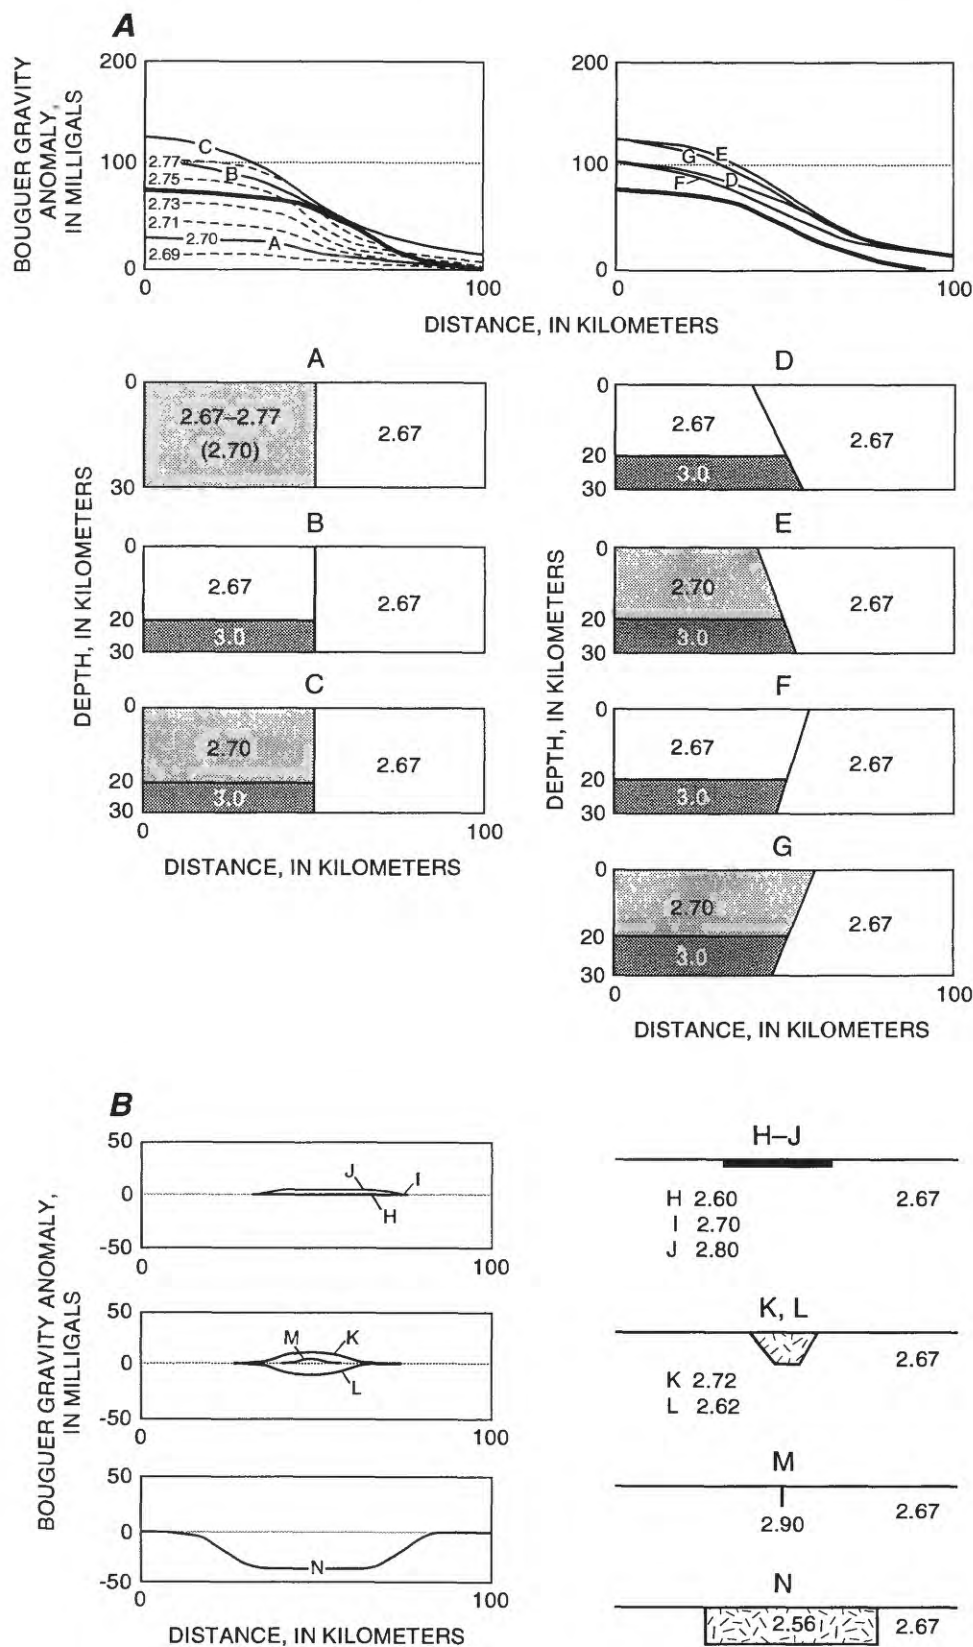 A
BOUGUER GRAVITY
ANOMALY,
IN MILLIGALS
200
100
0
C
2.77
B
2.75
2.73
2.71
2.70
A
2.69
0
100
200
100
0
E
G
D
F
0
100
DISTANCE, IN KILOMETERS
DEPTH, IN KILOMETERS
A
0
30
2.67–2.77
(2.70)
2.67
B
0
20
30
2.67
3.0
2.67
C
0
20
30
2.70
3.0
2.67
0
100
DISTANCE, IN KILOMETERS
DEPTH, IN KILOMETERS
D
0
20
30
2.67
3.0
2.67
E
0
20
30
2.70
3.0
2.67
F
0
20
30
2.67
3.0
2.67
G
0
20
30
2.70
3.0
2.67
0
100
DISTANCE, IN KILOMETERS
B
BOUGUER GRAVITY ANOMALY,
IN MILLIGALS
50
0
-50
J
I
H
0
100
50
0
-50
M
K
L
0
100
50
0
-50
N
0
100
DISTANCE, IN KILOMETERS
H–J
H 2.60
I 2.70
J 2.80
2.67
K, L
K 2.72
L 2.62
2.67
M
2.90
2.67
N
2.56
2.67